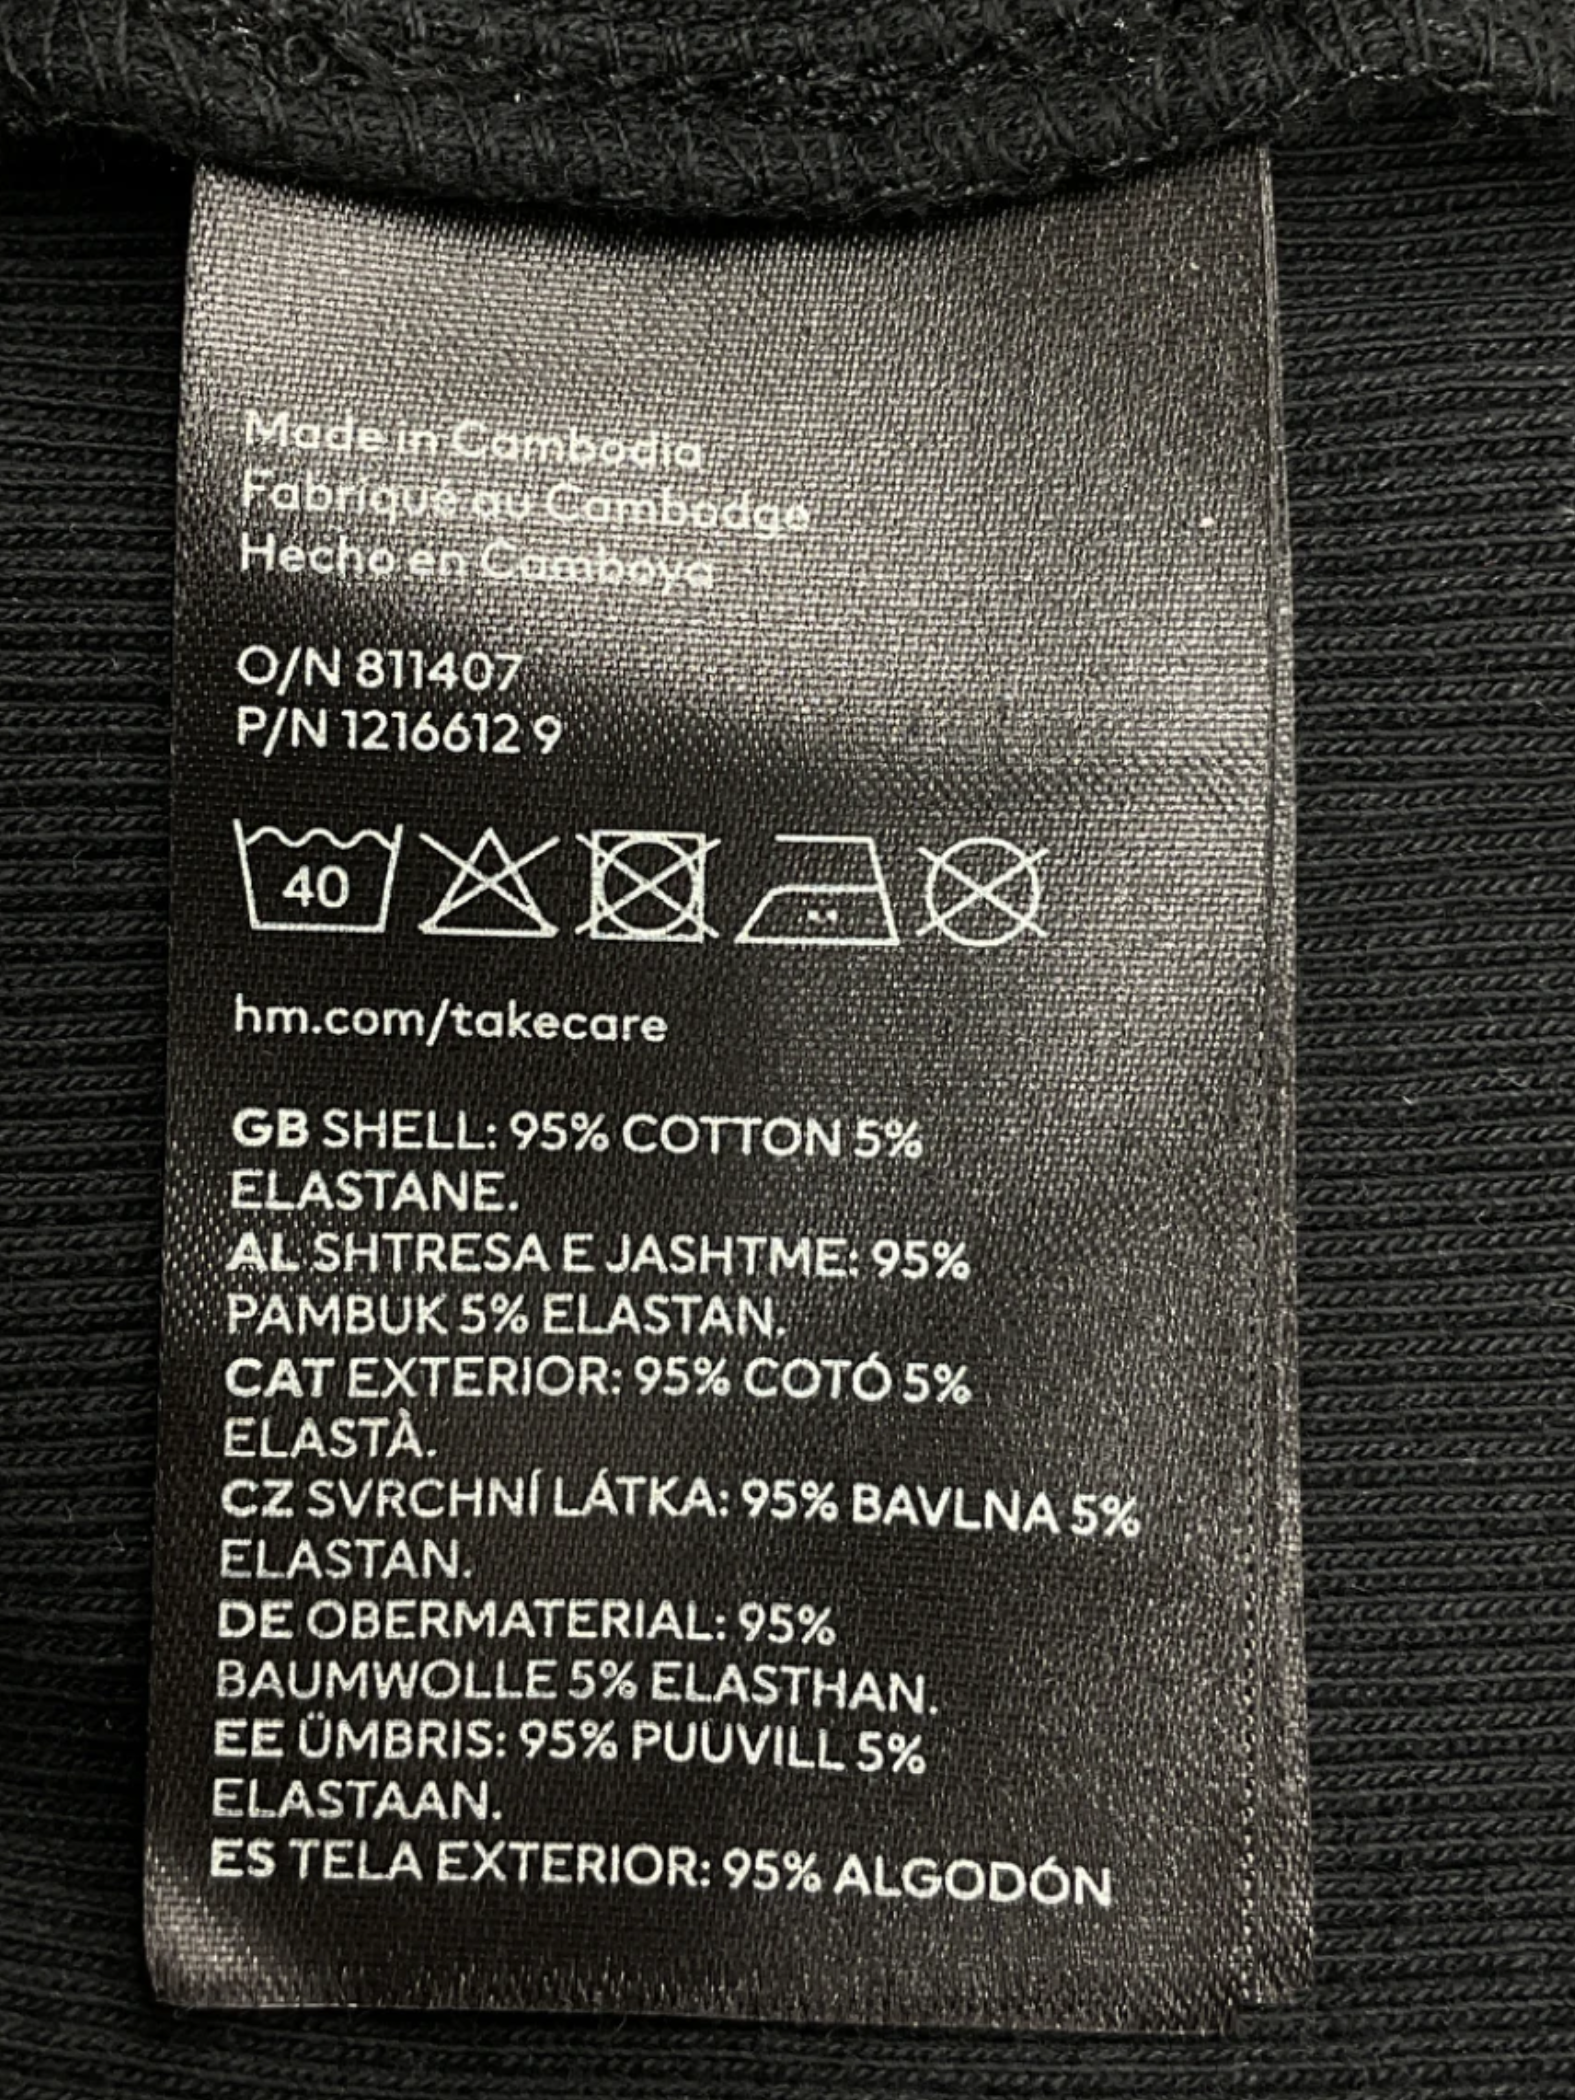 Made in Cambodia
Fabriqué au Cambodge
Hecho en Camboya
O/N 811407
P/N 1216612 9
40
hm.com/takecare
GB SHELL: 95% COTTON 5%
ELASTANE.
AL SHTRESA E JASHTME: 95%
PAMBUK 5% ELASTAN.
CAT EXTERIOR: 95% COTÓ 5%
ELASTÀ.
CZ SVRCHNÍ LÁTKA: 95% BAVLNA 5%
ELASTAN.
DE OBERMATERIAL: 95%
BAUMWOLLE 5% ELASTHAN.
EE ÜMBRIS: 95% PUUVILL 5%
ELASTAAN.
ES TELA EXTERIOR: 95% ALGODÓN